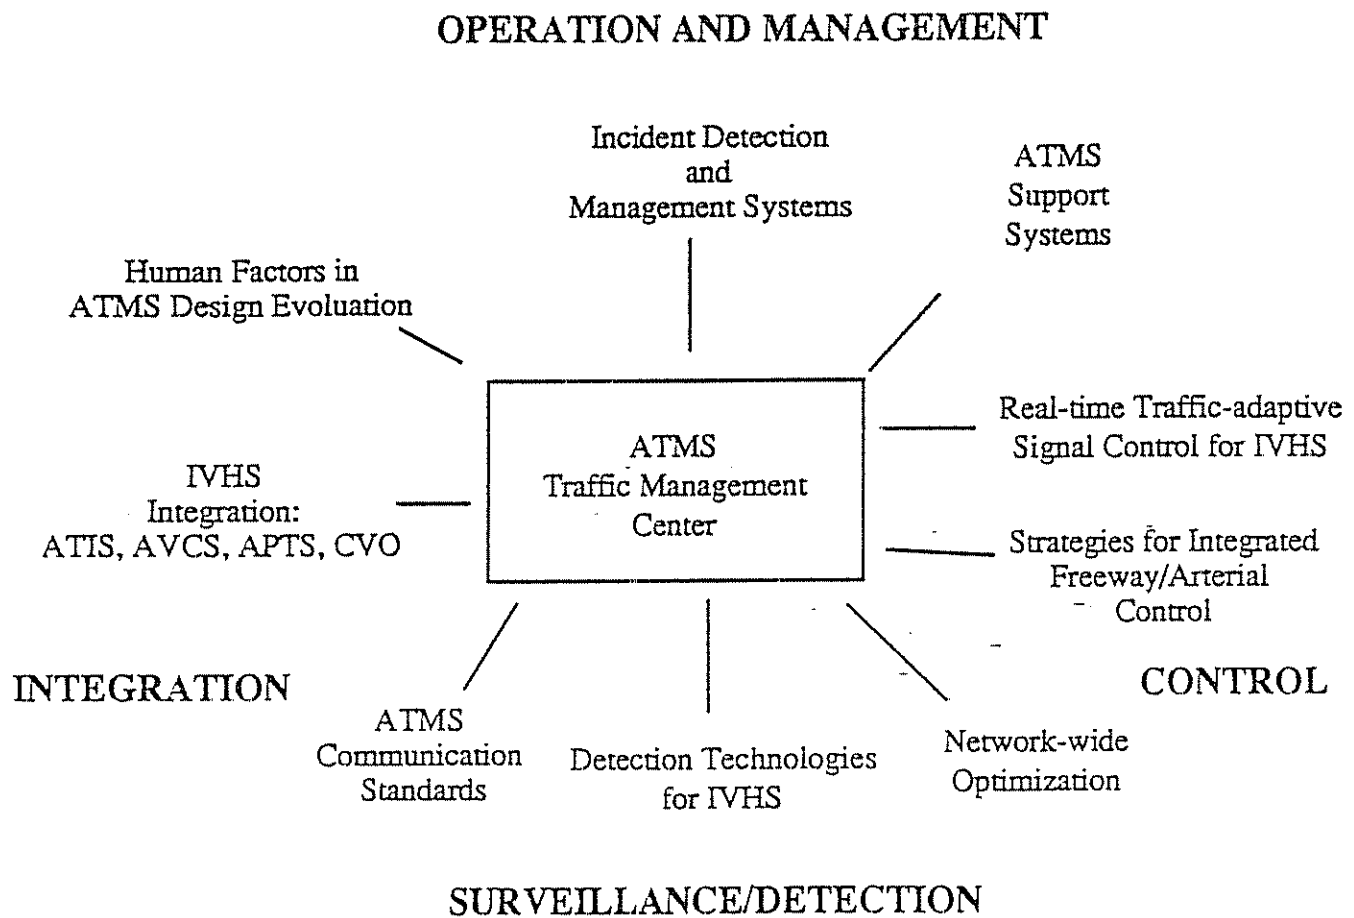 OPERATION AND MANAGEMENT
Incident Detection
and
Management Systems
ATMS
Support
Systems
Human Factors in
ATMS Design Evoluation
Real-time Traffic-adaptive
Signal Control for IVHS
ATMS
Traffic Management
Center
IVHS
Integration:
ATIS, AVCS, APTS, CVO
Strategies for Integrated
Freeway/Arterial
Control
INTEGRATION
CONTROL
ATMS
Communication
Standards
Detection Technologies
for IVHS
Network-wide
Optimization
SURVEILLANCE/DETECTION